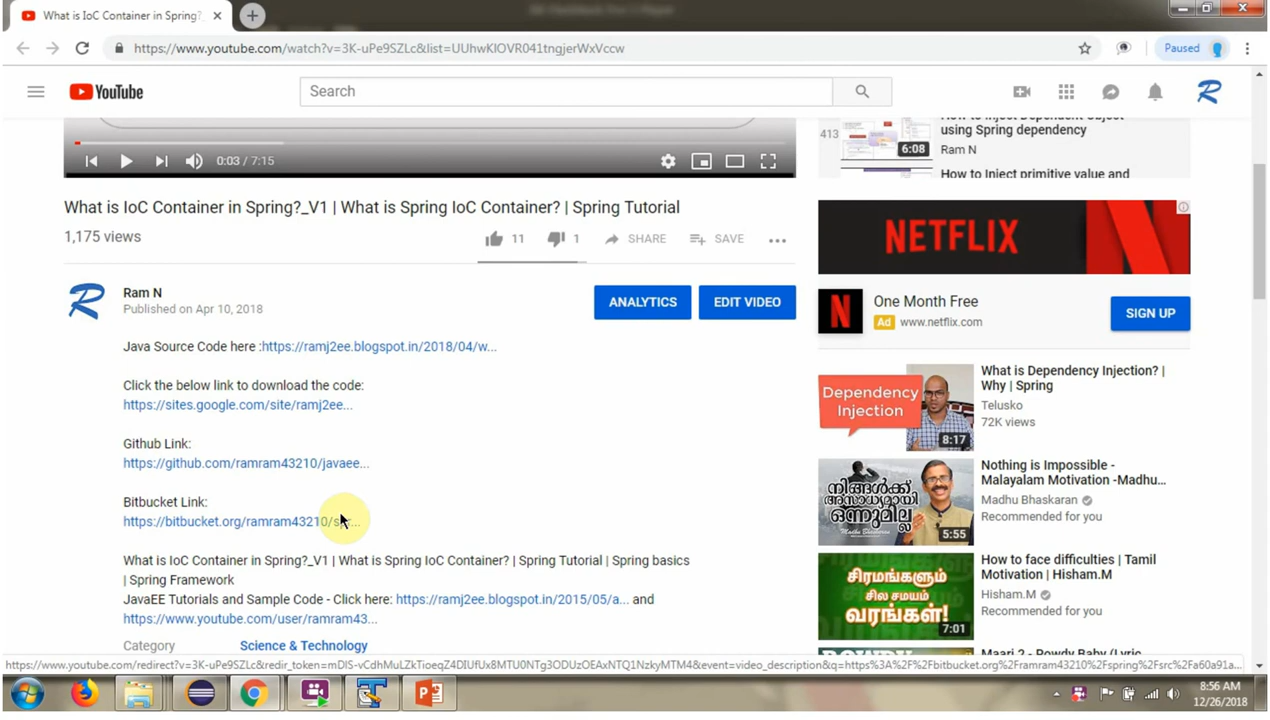 What is IoC Container in Spring?_
https://www.youtube.com/watch?v=3K-uPe9SZLc&list=UUhwKlOVR041tngjerWxVccw
Paused
YouTube
Search
0:03 / 7:15
413
6:08
How to Inject Dependent Object
using Spring dependency
Ram N
How to Inject primitive value and
What is IoC Container in Spring?_V1 | What is Spring IoC Container? | Spring Tutorial
1,175 views
11
1
SHARE
SAVE
NETFLIX
Ram N
Published on Apr 10, 2018
ANALYTICS
EDIT VIDEO
One Month Free
Ad www.netflix.com
SIGN UP
Java Source Code here :https://ramj2ee.blogspot.in/2018/04/w...
Click the below link to download the code:
https://sites.google.com/site/ramj2ee...
Github Link:
https://github.com/ramram43210/javaee...
Bitbucket Link:
https://bitbucket.org/ramram43210/s...
What is IoC Container in Spring?_V1 | What is Spring IoC Container? | Spring Tutorial | Spring basics
| Spring Framework
JavaEE Tutorials and Sample Code - Click here: https://ramj2ee.blogspot.in/2015/05/a... and
https://www.youtube.com/user/ramram43...
Category
Science & Technology
Dependency
Injection
8:17
What is Dependency Injection? |
Why | Spring
Telusko
72K views
നിങ്ങൾക്ക്
അസാധ്യമായി
ഒന്നുമില്ല
5:55
Nothing is Impossible -
Malayalam Motivation -Madhu...
Madhu Bhaskaran
Recommended for you
சிரமங்களும்
சில சமயம்
வரங்கள்!
7:01
How to face difficulties | Tamil
Motivation | Hisham.M
Hisham.M
Recommended for you
Maari 2 - Rowdy Baby (Lyric
https://www.youtube.com/redirect?v=3K-uPe9SZLc&redir_token=mDIS-vCdhMuLZkTioeqZ4DIUfUx8MTU0NTg3ODUzOEAxNTQ1NzkyMTM4&event=video_description&q=https%3A%2F%2Fbitbucket.org%2Framram43210%2Fspring%2Fsrc%2Fa60a91a...
8:56 AM
12/26/2018